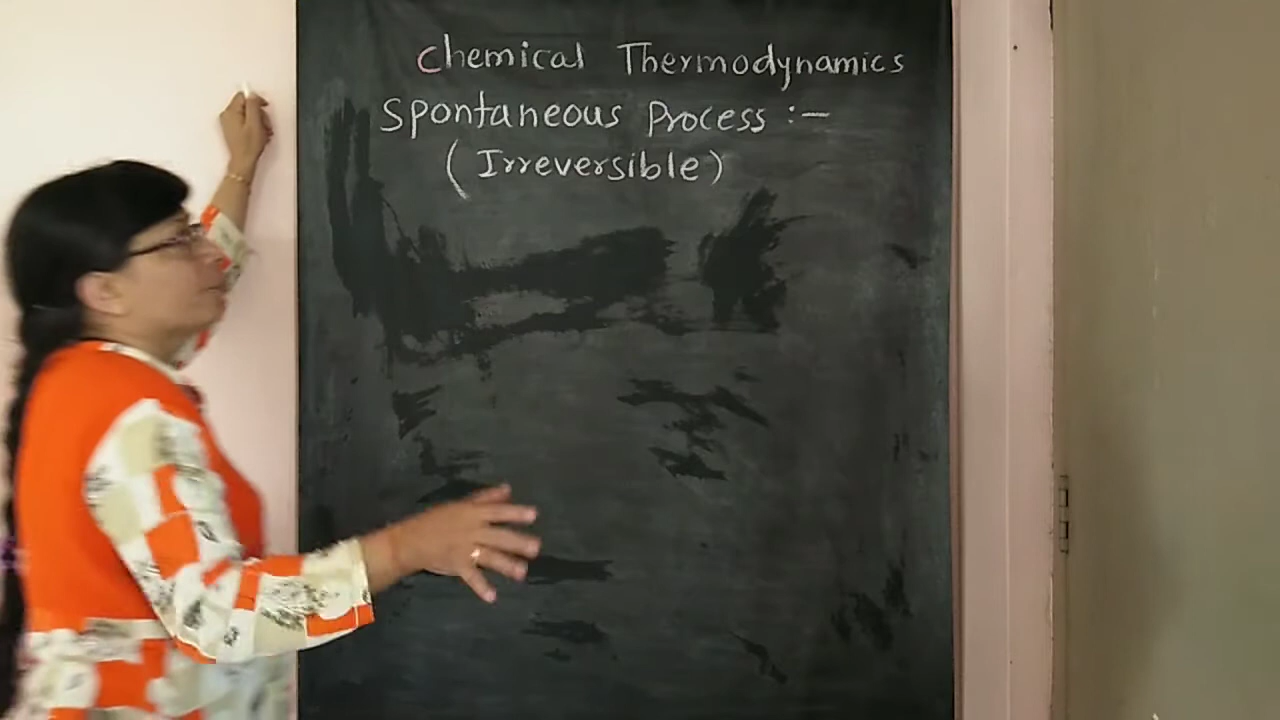 Chemical Thermodynamics
Spontaneous Process :-
(Irreversible)